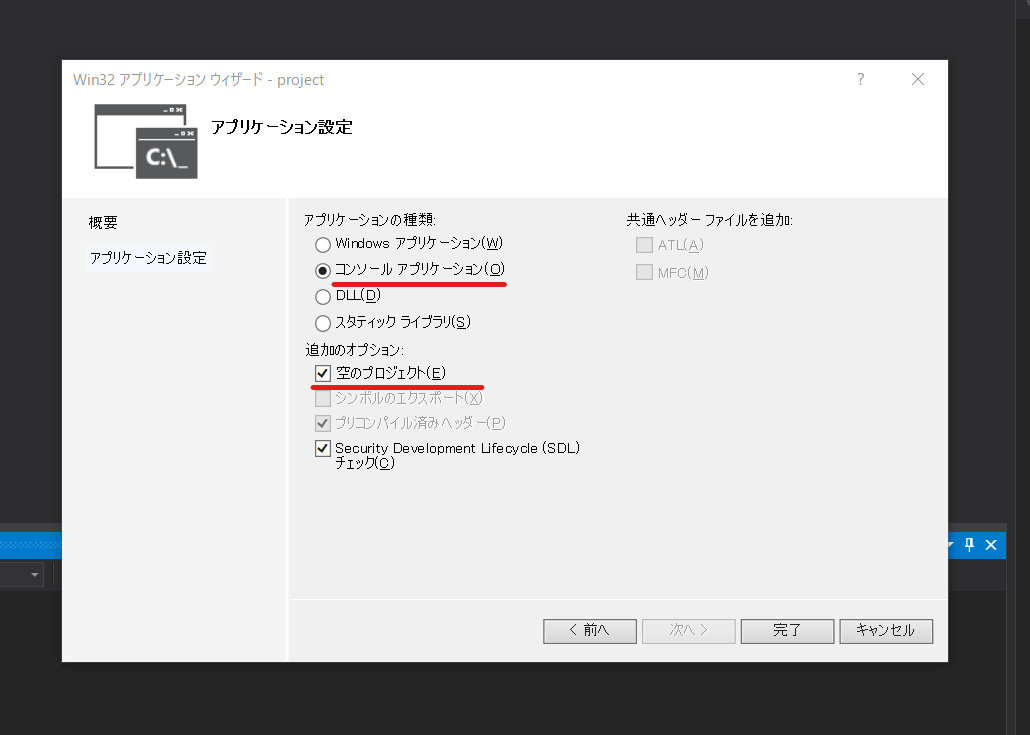 Win32 アプリケーション ウィザード - project
?
C:\_
アプリケーション設定
概要
アプリケーション設定
アプリケーションの種類:
Windows アプリケーション(W)
コンソール アプリケーション(O)
DLL(D)
スタティック ライブラリ(S)
追加のオプション:
空のプロジェクト(E)
シンボルのエクスポート(X)
プリコンパイル済みヘッダー(P)
Security Development Lifecycle (SDL)
チェック(C)
共通ヘッダー ファイルを追加:
ATL(A)
MFC(M)
< 前へ
次へ >
完了
キャンセル